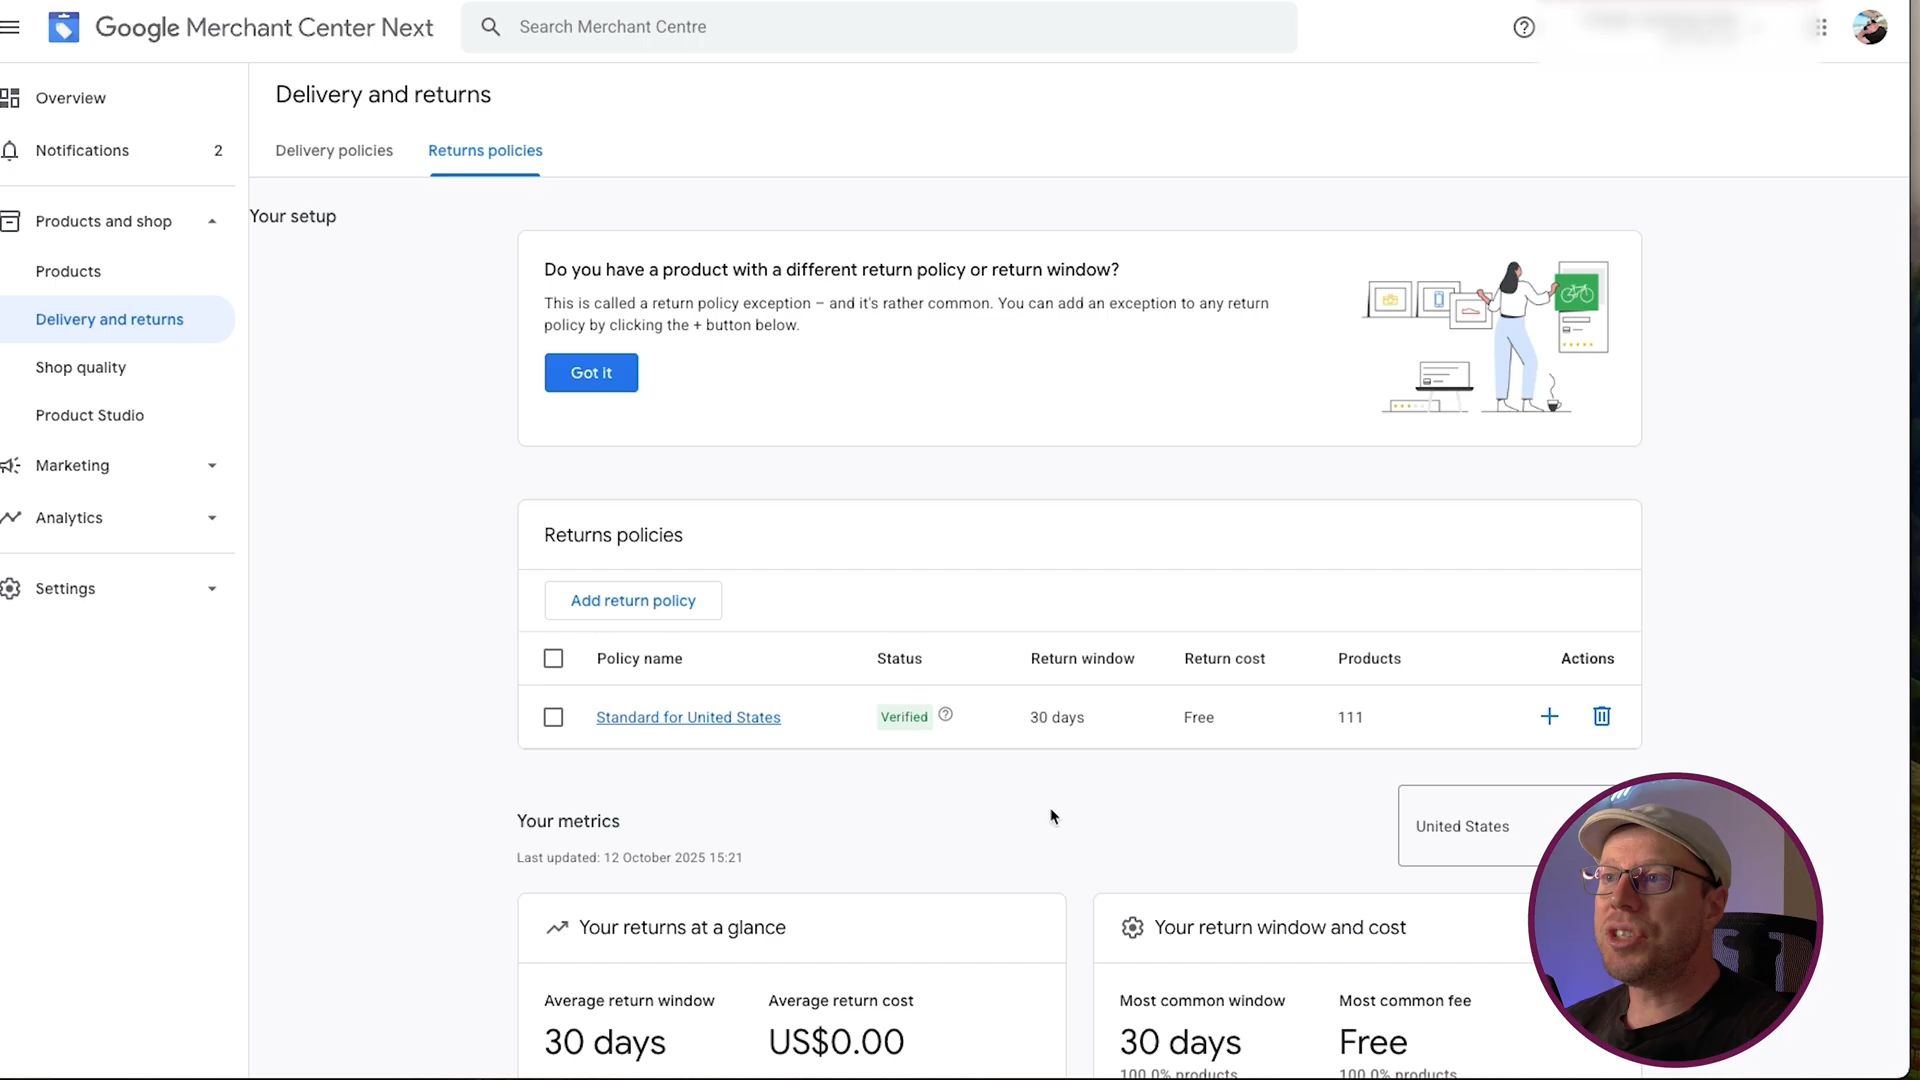 Google Merchant Center Next
Search Merchant Centre
Overview
Notifications 2
Products and shop
Products
Delivery and returns
Shop quality
Product Studio
Marketing
Analytics
Settings
Delivery and returns
Delivery policies Returns policies
Your setup
Do you have a product with a different return policy or return window?
This is called a return policy exception – and it's rather common. You can add an exception to any return
policy by clicking the + button below.
Got it
Returns policies
Add return policy
Policy name Status Return window Return cost Products Actions
Standard for United States Verified 30 days Free 111
Your metrics
Last updated: 12 October 2025 15:21
United States
Your returns at a glance
Average return window Average return cost
30 days US$0.00
Your return window and cost
Most common window Most common fee
30 days Free
100.0% products 100.0% products